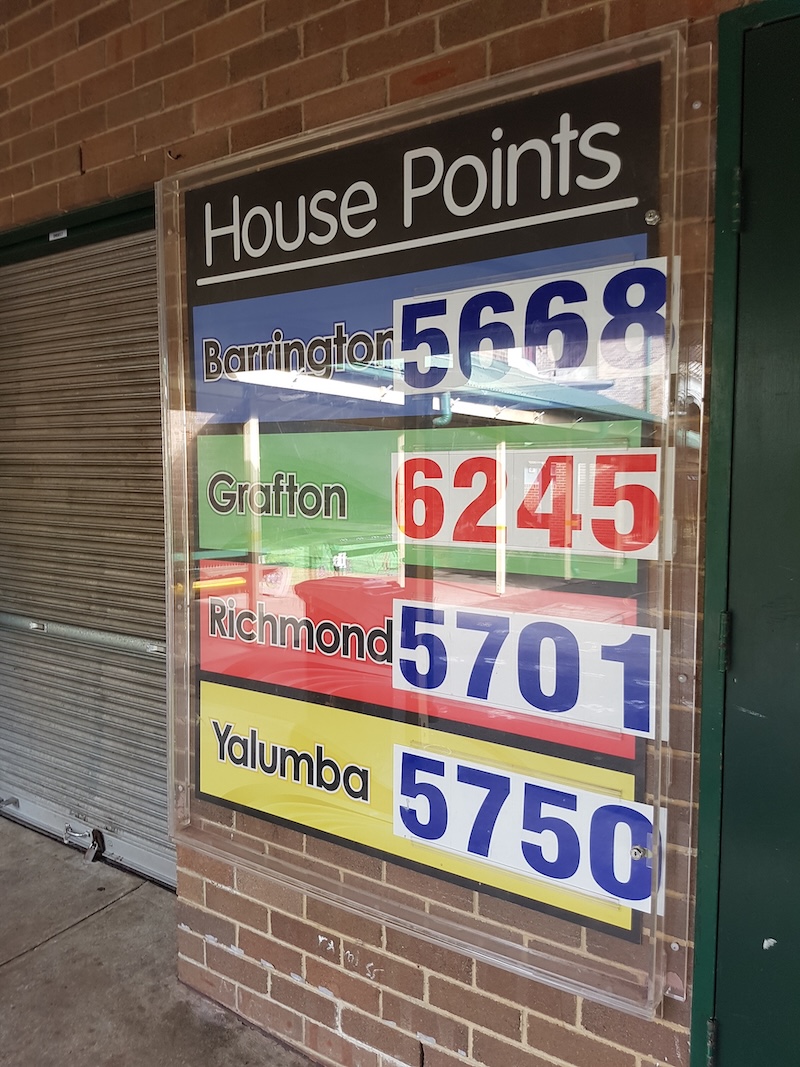 House Points
Barrington 5668
Grafton 6245
Richmond 5701
Yalumba 5750